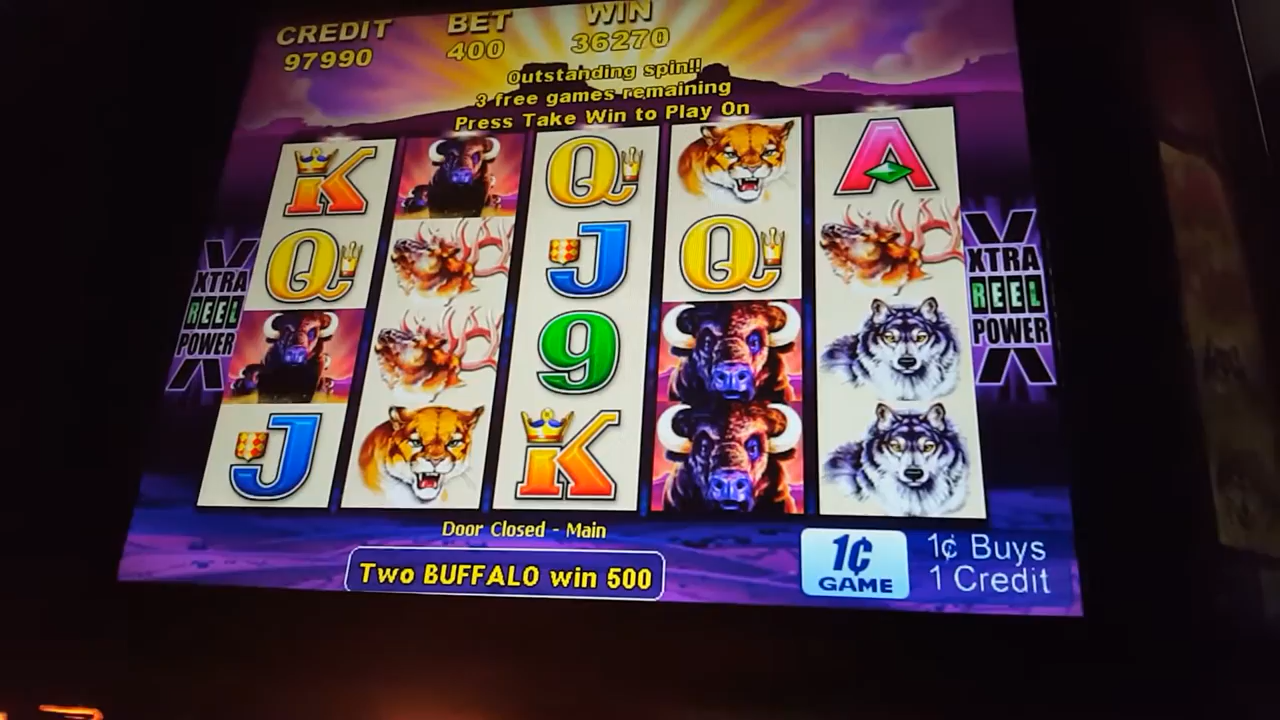 CREDIT BET WIN
97990 400 36270
Outstanding spin!!
3 free games remaining
Press Take Win to Play On
K Q A
Q J Q
9
J K
XTRA
REEL
POWER
X
XTRA
REEL
POWER
X
Door Closed - Main
Two BUFFALO win 500
1¢
GAME
1¢ Buys
1 Credit